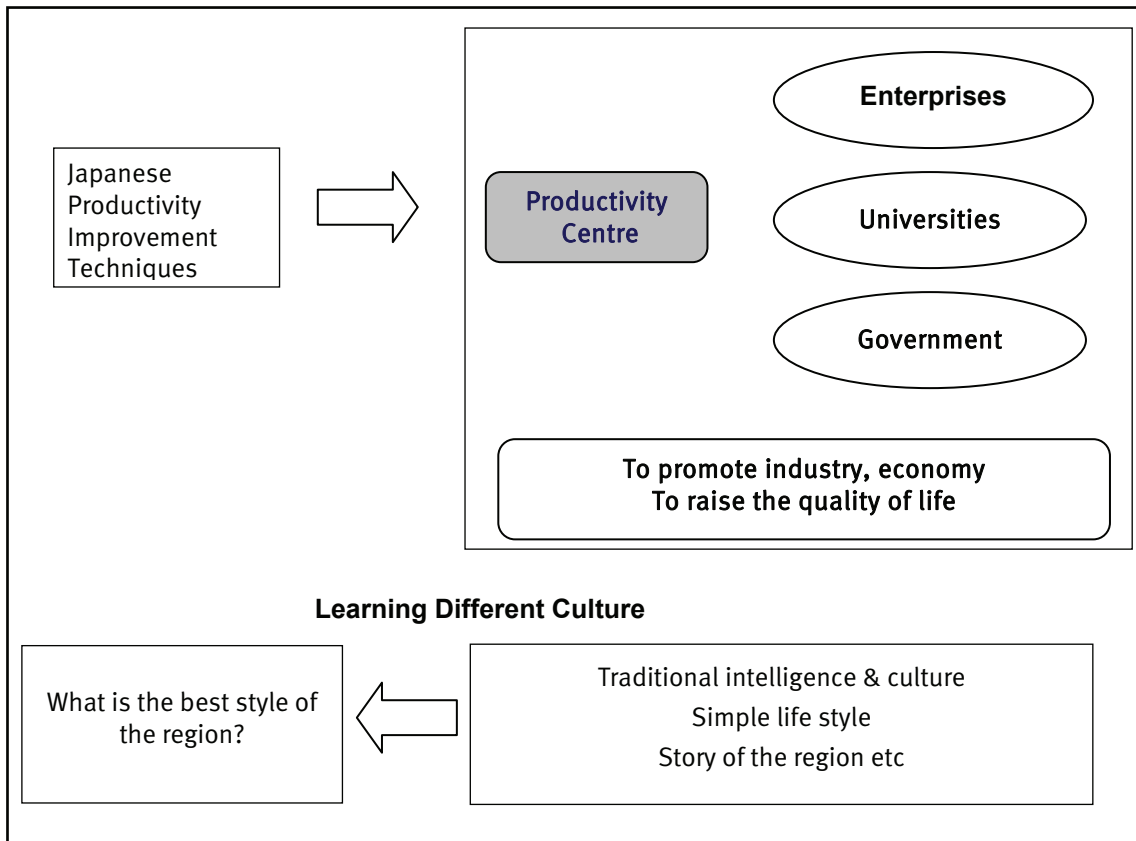 Japanese
Productivity
Improvement
Techniques
Productivity
Centre
Enterprises
Universities
Government
To promote industry, economy
To raise the quality of life
Learning Different Culture
What is the best style of
the region?
Traditional intelligence & culture
Simple life style
Story of the region etc